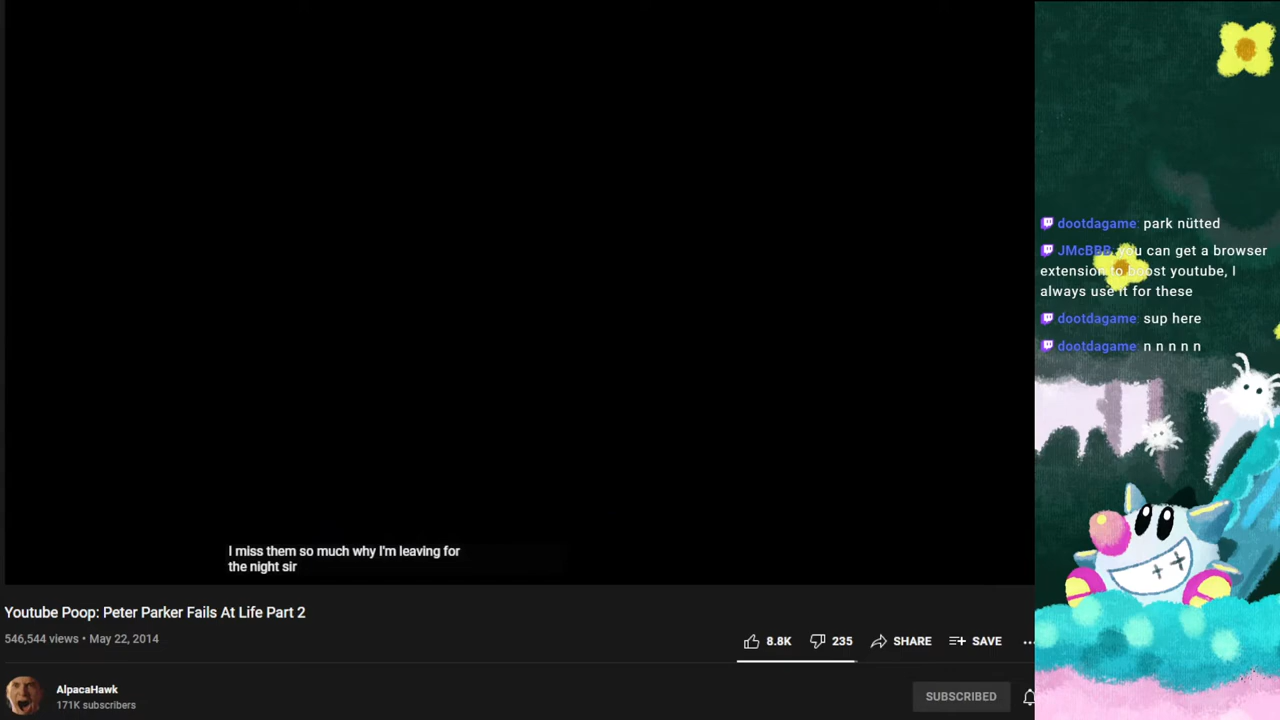 I miss them so much why I'm leaving for
the night sir
Youtube Poop: Peter Parker Fails At Life Part 2
546,544 views • May 22, 2014
8.8K
235
SHARE
SAVE
AlpacaHawk
171K subscribers
SUBSCRIBED
dootdagame: park nütted
JMcBBB: you can get a browser
extension to boost youtube, I
always use it for these
dootdagame: sup here
dootdagame: n n n n n